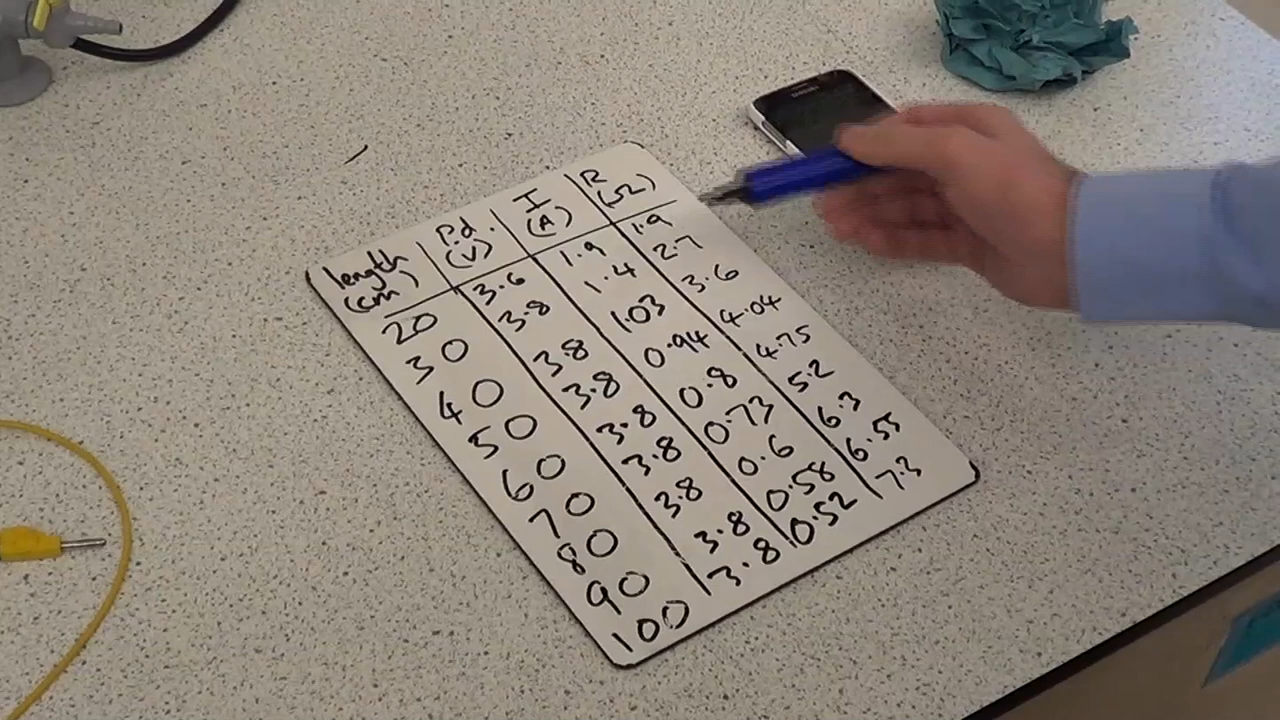 length (cm) P.d. (V) I (A) R (Ω)
20 3.6 1.9 1.9
30 3.8 1.4 2.7
40 3.8 1.03 3.6
50 3.8 0.94 4.04
60 3.8 0.8 4.75
70 3.8 0.73 5.2
80 3.8 0.6 6.3
90 3.8 0.58 6.55
100 3.8 0.52 7.3
SAMSUNG